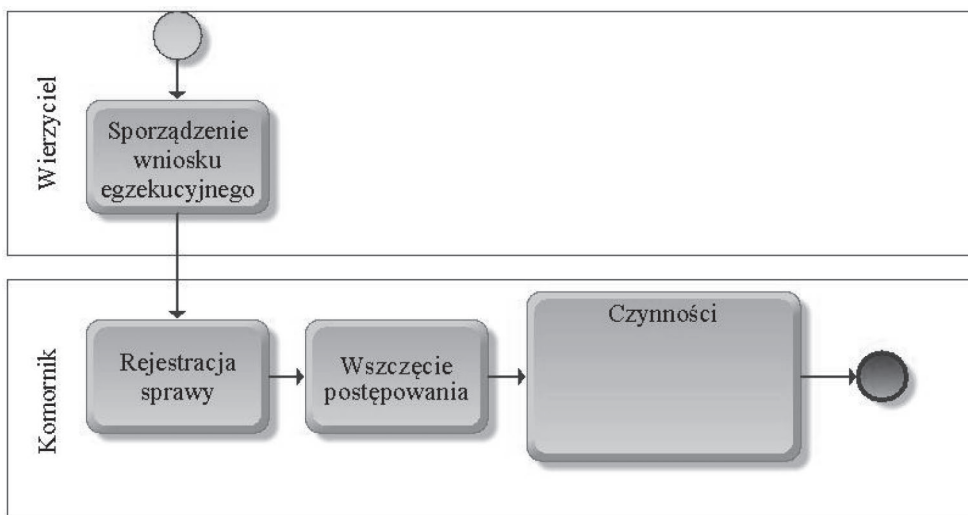 Wierzyciel
Sporządzenie
wniosku
egzekucyjnego
Komornik
Rejestracja
sprawy
Wszczęcie
postępowania
Czynności